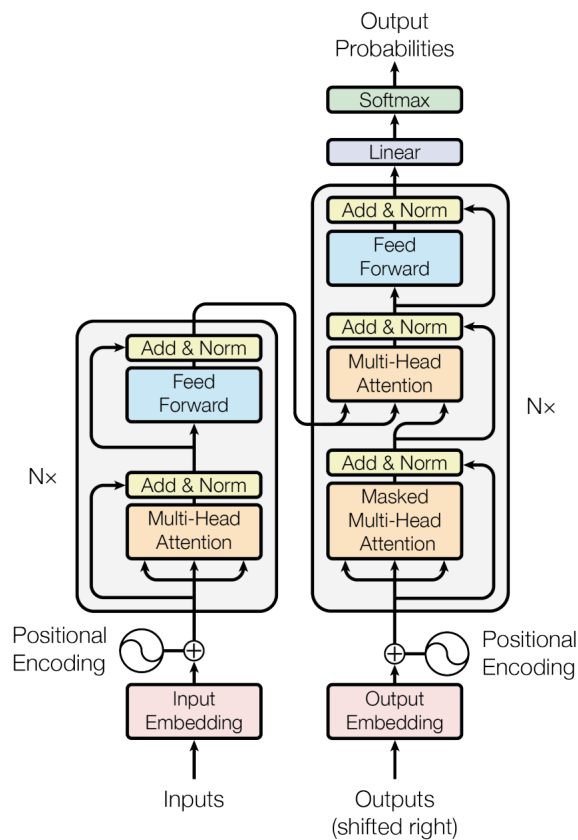 Output
Probabilities
Softmax
Linear
Add & Norm
Feed
Forward
Add & Norm
Multi-Head
Attention
Add & Norm
Masked
Multi-Head
Attention
N×
Add & Norm
Feed
Forward
Add & Norm
Multi-Head
Attention
N×
Positional
Encoding
Positional
Encoding
Input
Embedding
Output
Embedding
Inputs
Outputs
(shifted right)